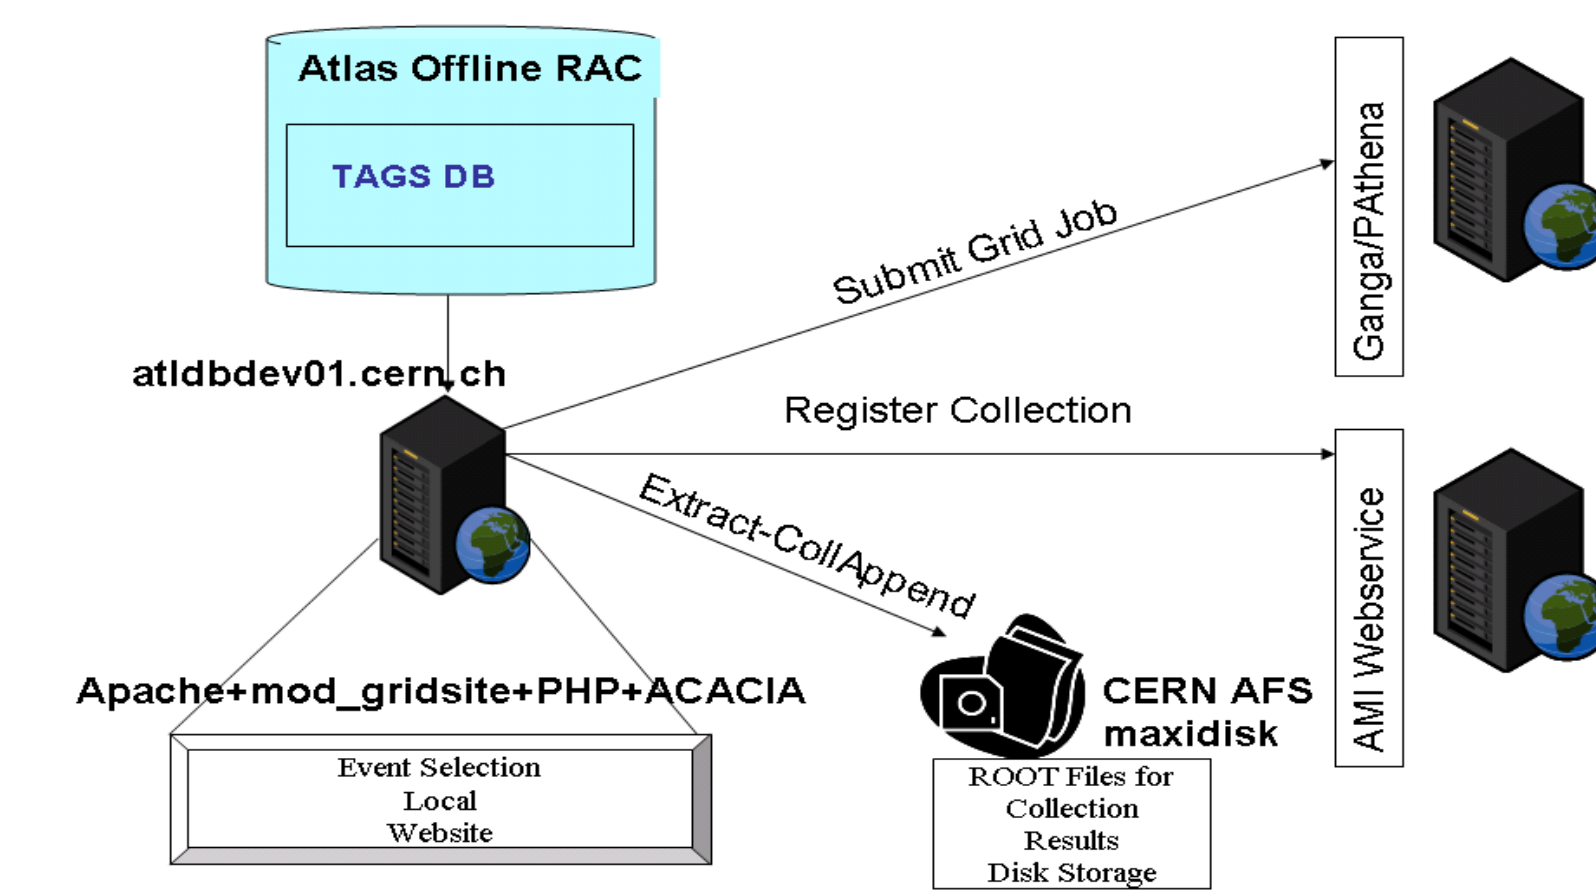 Atlas Offline RAC
TAGS DB
atldbdev01.cern.ch
Submit Grid Job
Ganga/PAthena
Register Collection
Extract-CollAppend
AMI Webservice
Apache+mod_gridsite+PHP+ACACIA
Event Selection
Local
Website
CERN AFS
maxidisk
ROOT Files for
Collection
Results
Disk Storage